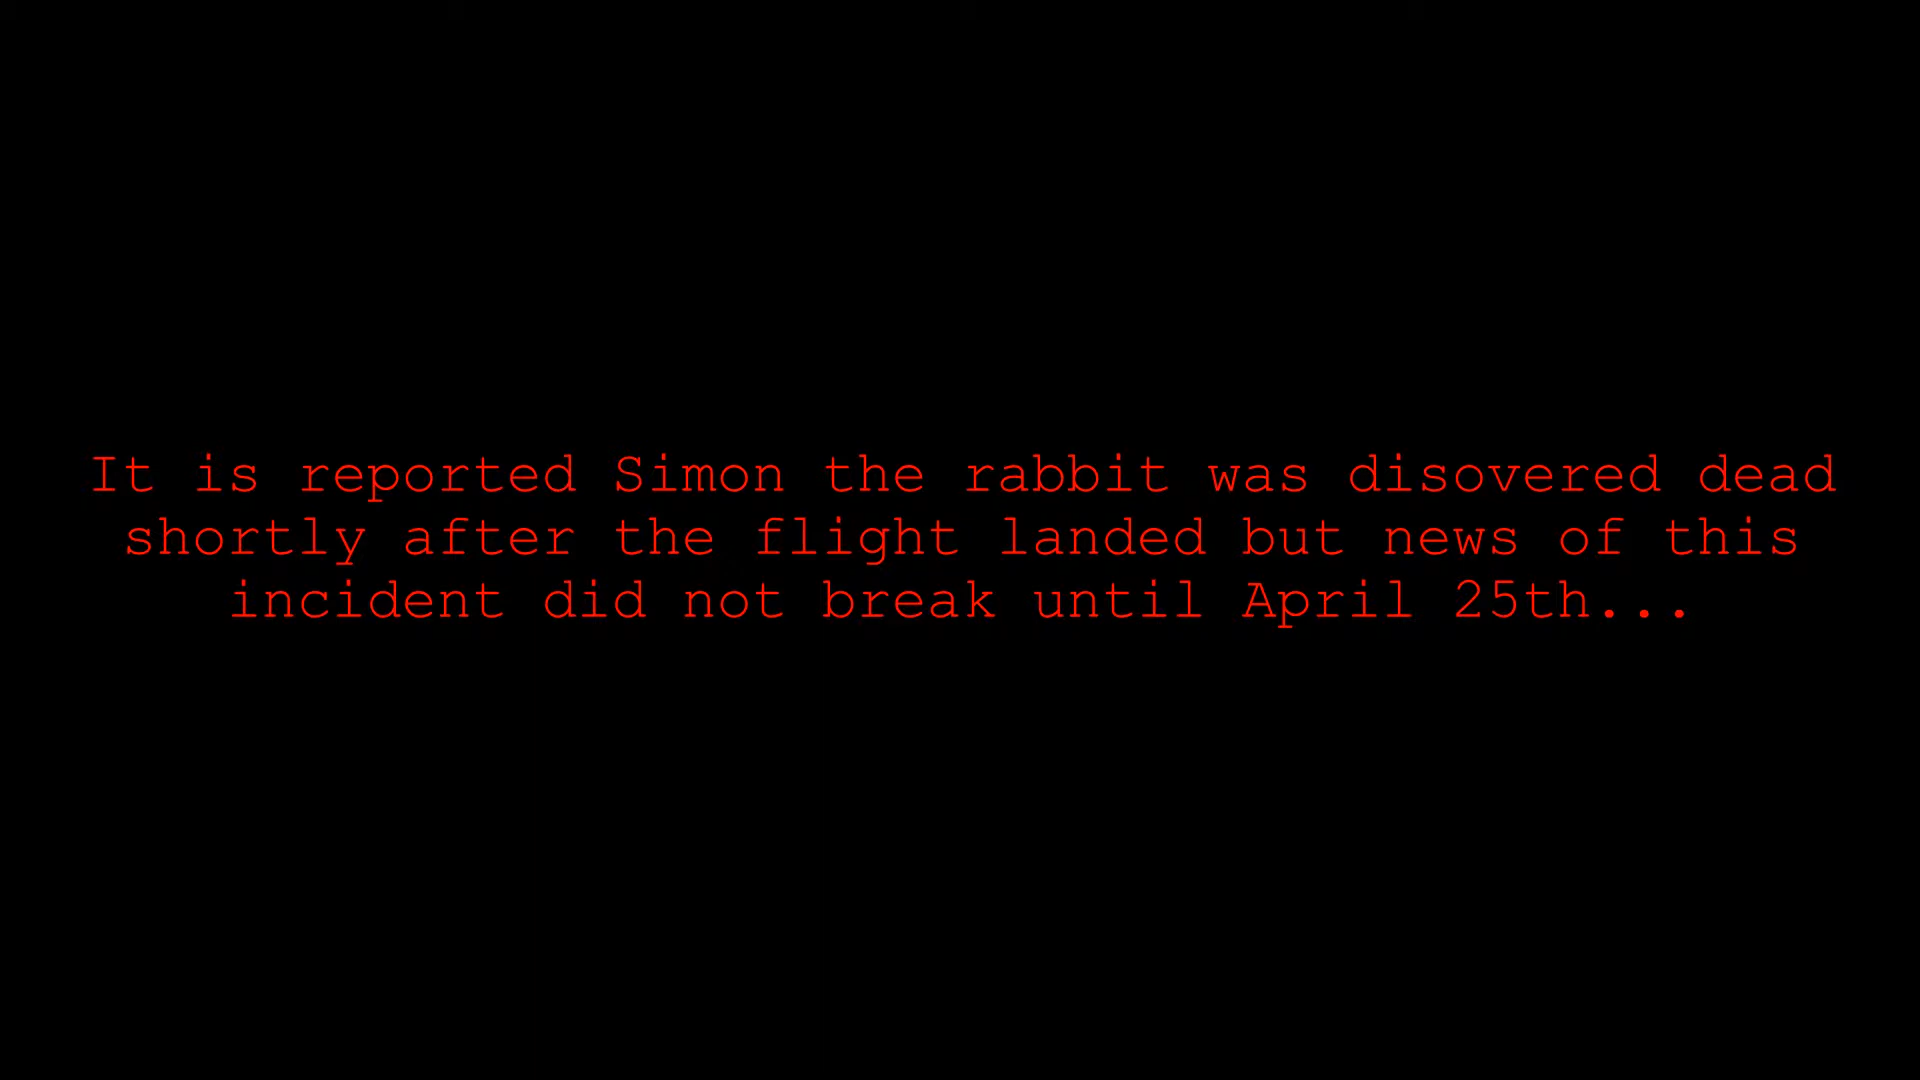 It is reported Simon the rabbit was disovered dead
shortly after the flight landed but news of this
incident did not break until April 25th...